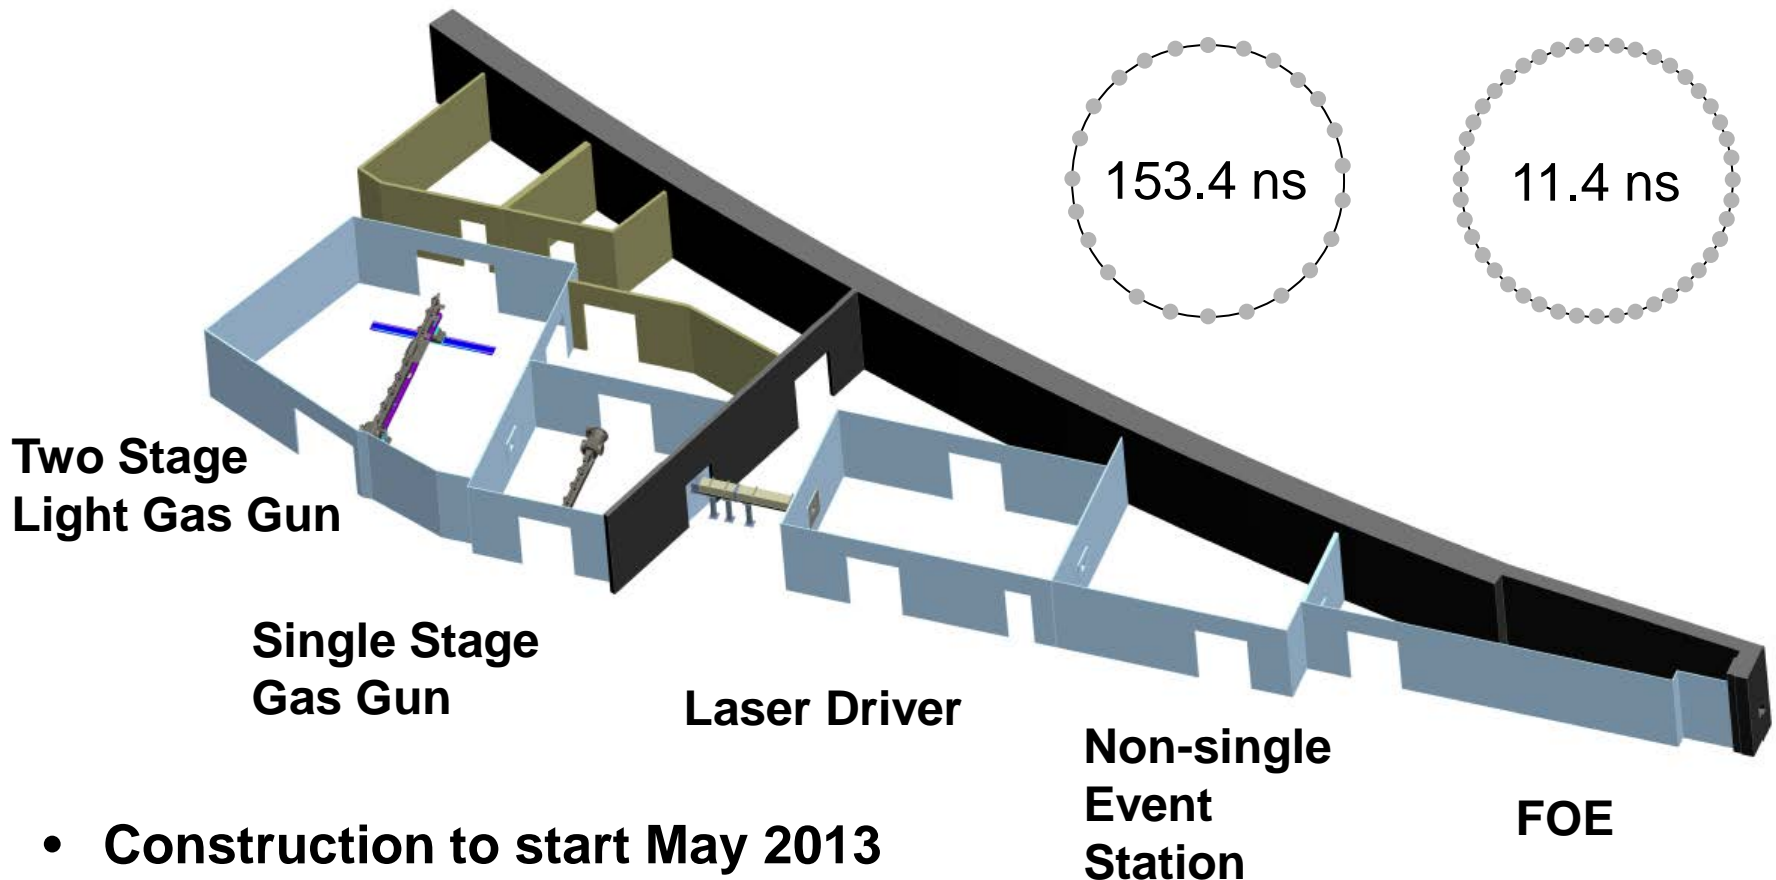 153.4 ns
11.4 ns
Two Stage
Light Gas Gun
Single Stage
Gas Gun
Laser Driver
Non-single
Event
Station
FOE
• Construction to start May 2013